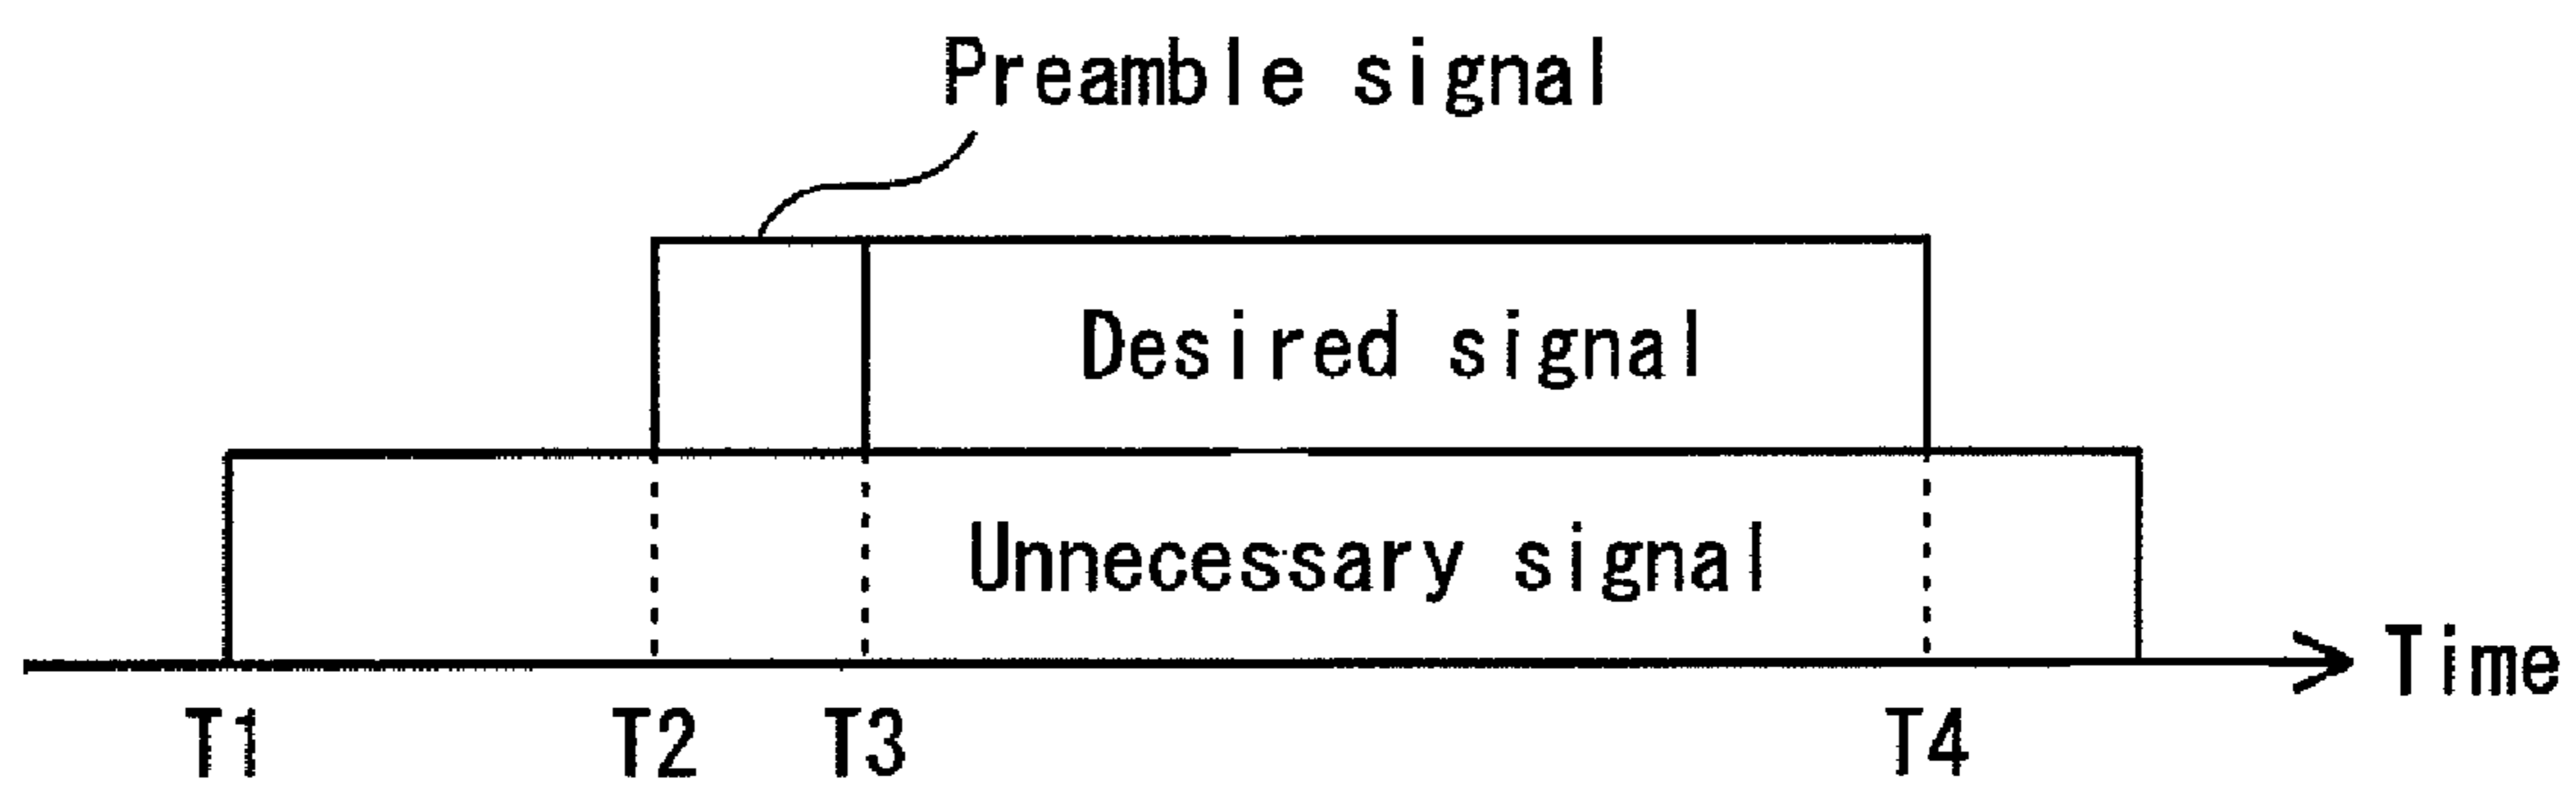 Preamble signal
Desired signal
Unnecessary signal
Time
T1 T2 T3 T4